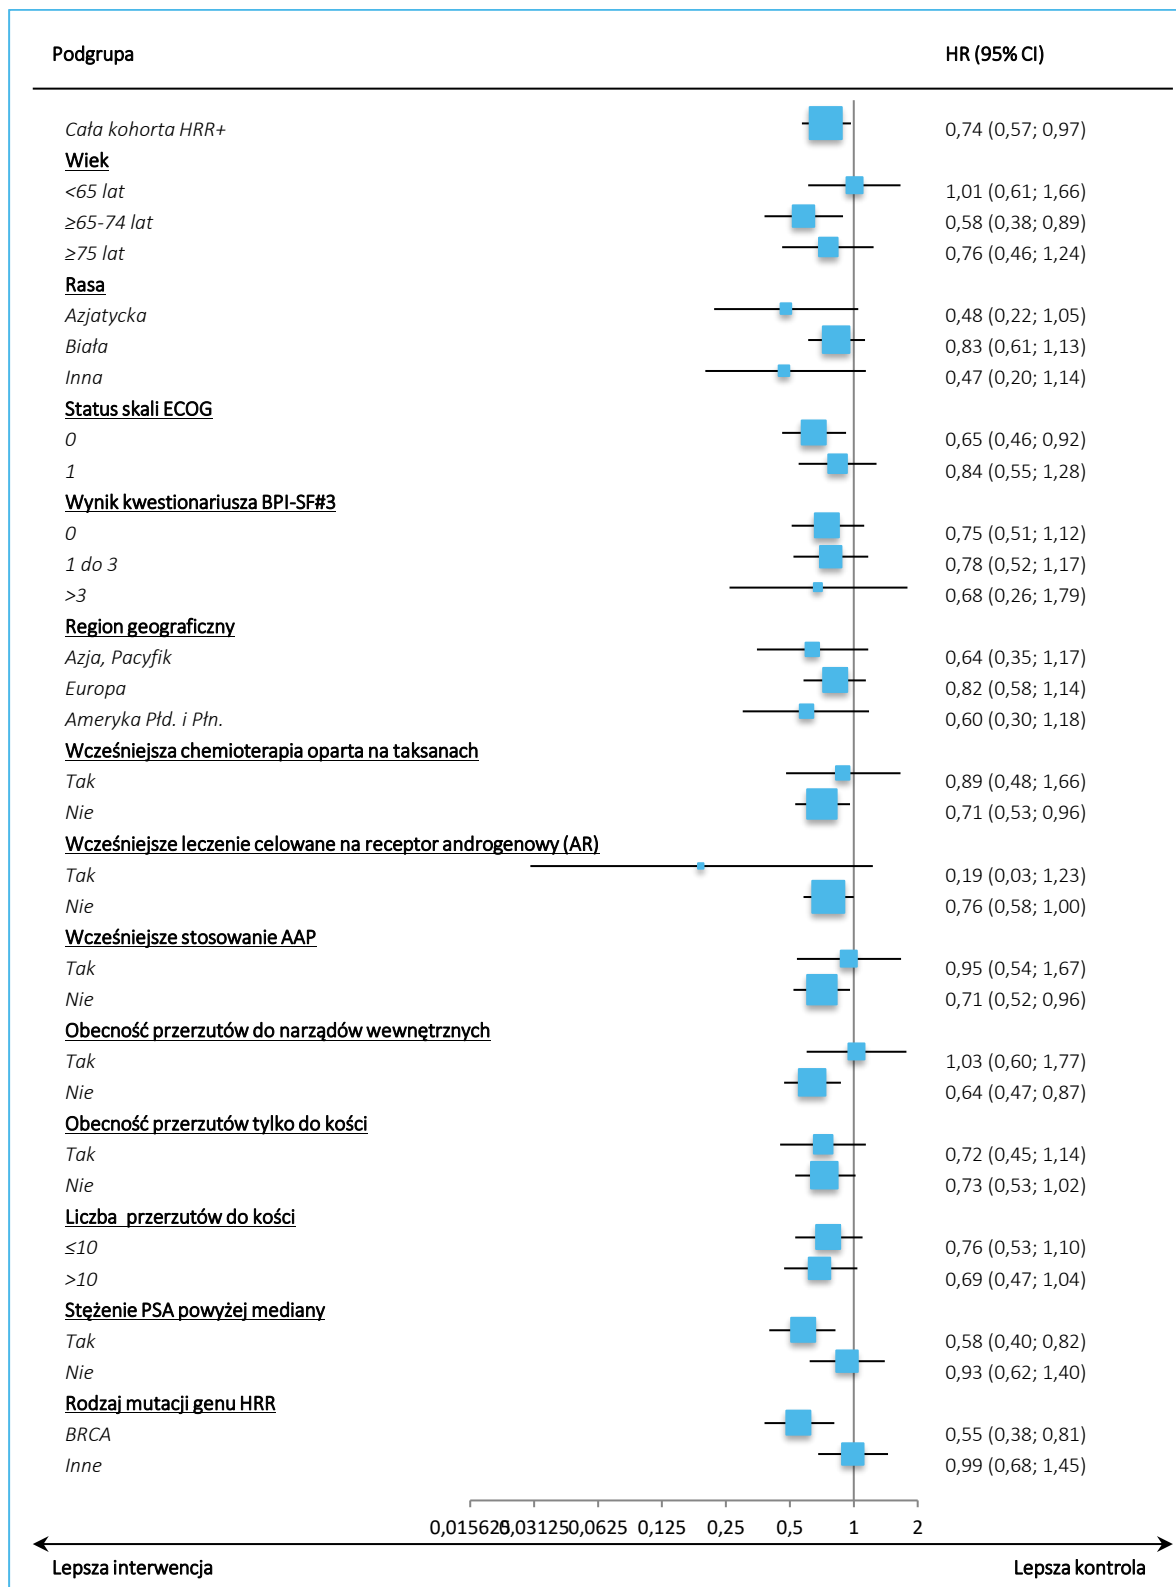 Podgrupa HR (95% CI)
Cała kohorta HRR+ 0,74 (0,57; 0,97)
Wiek
<65 lat 1,01 (0,61; 1,66)
≥65-74 lat 0,58 (0,38; 0,89)
≥75 lat 0,76 (0,46; 1,24)
Rasa
Azjatycka 0,48 (0,22; 1,05)
Biała 0,83 (0,61; 1,13)
Inna 0,47 (0,20; 1,14)
Status skali ECOG
0 0,65 (0,46; 0,92)
1 0,84 (0,55; 1,28)
Wynik kwestionariusza BPI-SF#3
0 0,75 (0,51; 1,12)
1 do 3 0,78 (0,52; 1,17)
>3 0,68 (0,26; 1,79)
Region geograficzny
Azja, Pacyfik 0,64 (0,35; 1,17)
Europa 0,82 (0,58; 1,14)
Ameryka Płd. i Płn. 0,60 (0,30; 1,18)
Wcześniejsza chemioterapia oparta na taksanach
Tak 0,89 (0,48; 1,66)
Nie 0,71 (0,53; 0,96)
Wcześniejsze leczenie celowane na receptor androgenowy (AR)
Tak 0,19 (0,03; 1,23)
Nie 0,76 (0,58; 1,00)
Wcześniejsze stosowanie AAP
Tak 0,95 (0,54; 1,67)
Nie 0,71 (0,52; 0,96)
Obecność przerzutów do narządów wewnętrznych
Tak 1,03 (0,60; 1,77)
Nie 0,64 (0,47; 0,87)
Obecność przerzutów tylko do kości
Tak 0,72 (0,45; 1,14)
Nie 0,73 (0,53; 1,02)
Liczba przerzutów do kości
≤10 0,76 (0,53; 1,10)
>10 0,69 (0,47; 1,04)
Stężenie PSA powyżej mediany
Tak 0,58 (0,40; 0,82)
Nie 0,93 (0,62; 1,40)
Rodzaj mutacji genu HRR
BRCA 0,55 (0,38; 0,81)
Inne 0,99 (0,68; 1,45)
0,015625 0,03125 0,0625 0,125 0,25 0,5 1 2
Lepsza interwencja Lepsza kontrola